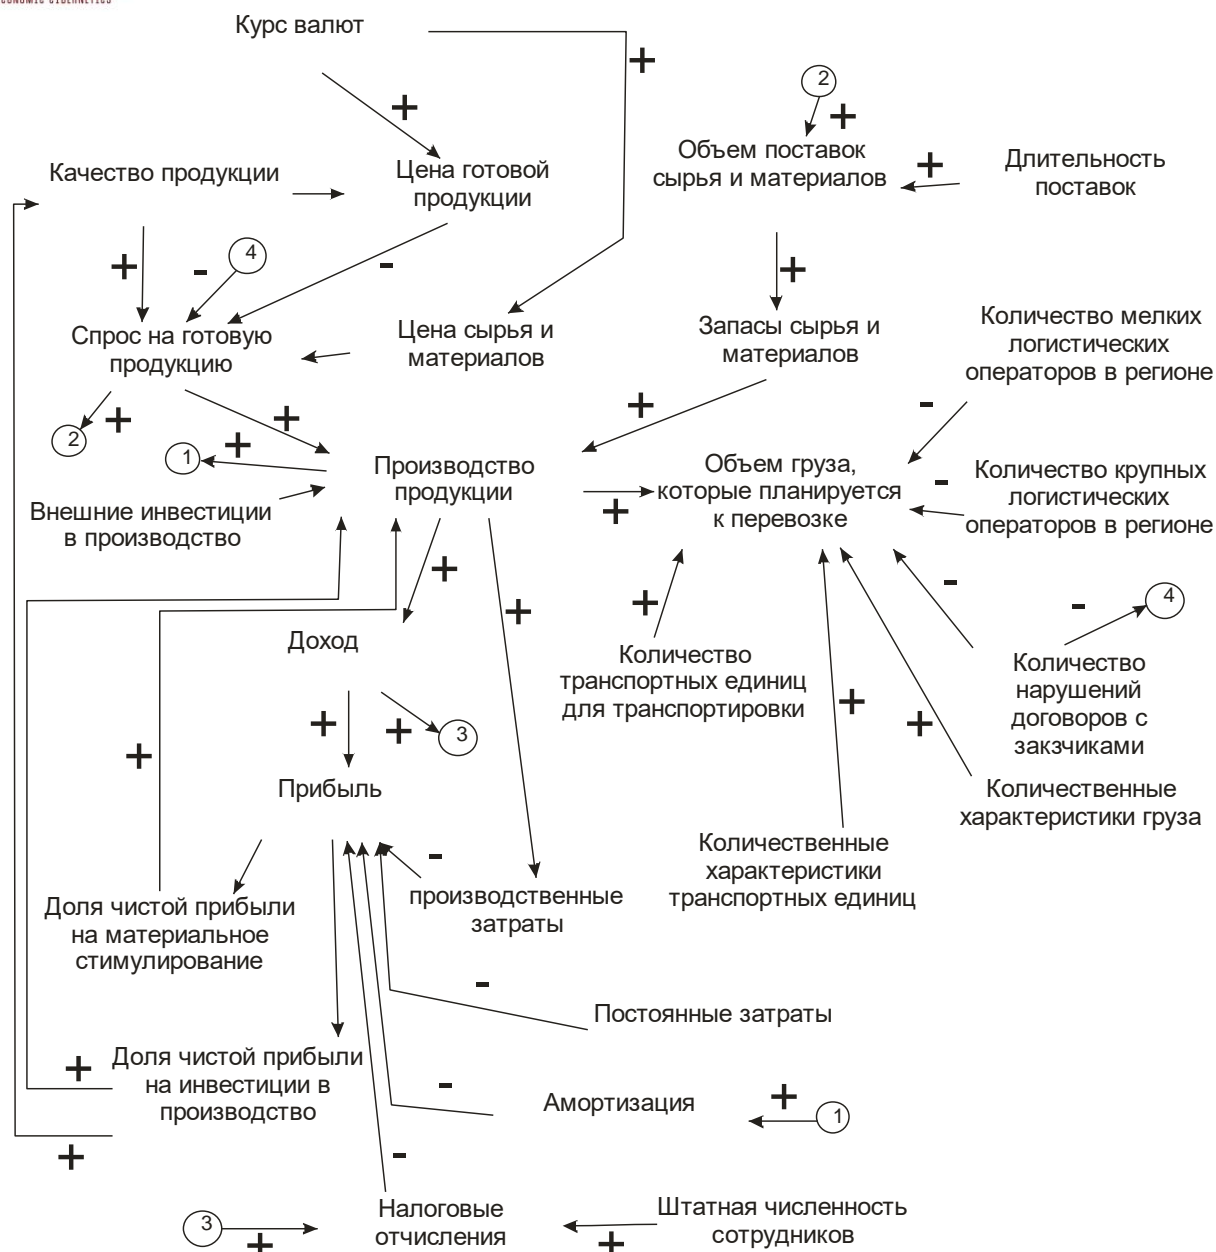 ECONOMIC CIBERNETICS
Курс валют
+
+
2
+
Качество продукции
Цена готовой
продукции
Объем поставок
сырья и материалов
+
Длительность
поставок
+
-
4
-
+
Спрос на готовую
продукцию
Цена сырья и
материалов
Запасы сырья и
материалов
Количество мелких
логистических
операторов в регионе
2
+
+
+
-
1
+
Производство
продукции
Объем груза,
которые планируется
к перевозке
-
Количество крупных
логистических
операторов в регионе
Внешние инвестиции
в производство
+
+
+
+
-
-
4
Доход
Количество
транспортных единиц
для транспортировки
Количество
нарушений
договоров с
закзчиками
+
+
3
+
+
+
Прибыль
Количественные
характеристики груза
-
Количественные
характеристики
транспортных единиц
Доля чистой прибыли
на материальное
стимулирование
производственные
затраты
-
Постоянные затраты
+
Доля чистой прибыли
на инвестиции в
производство
-
Амортизация
+
1
+
-
3
+
Налоговые
отчисления
+
Штатная численность
сотрудников